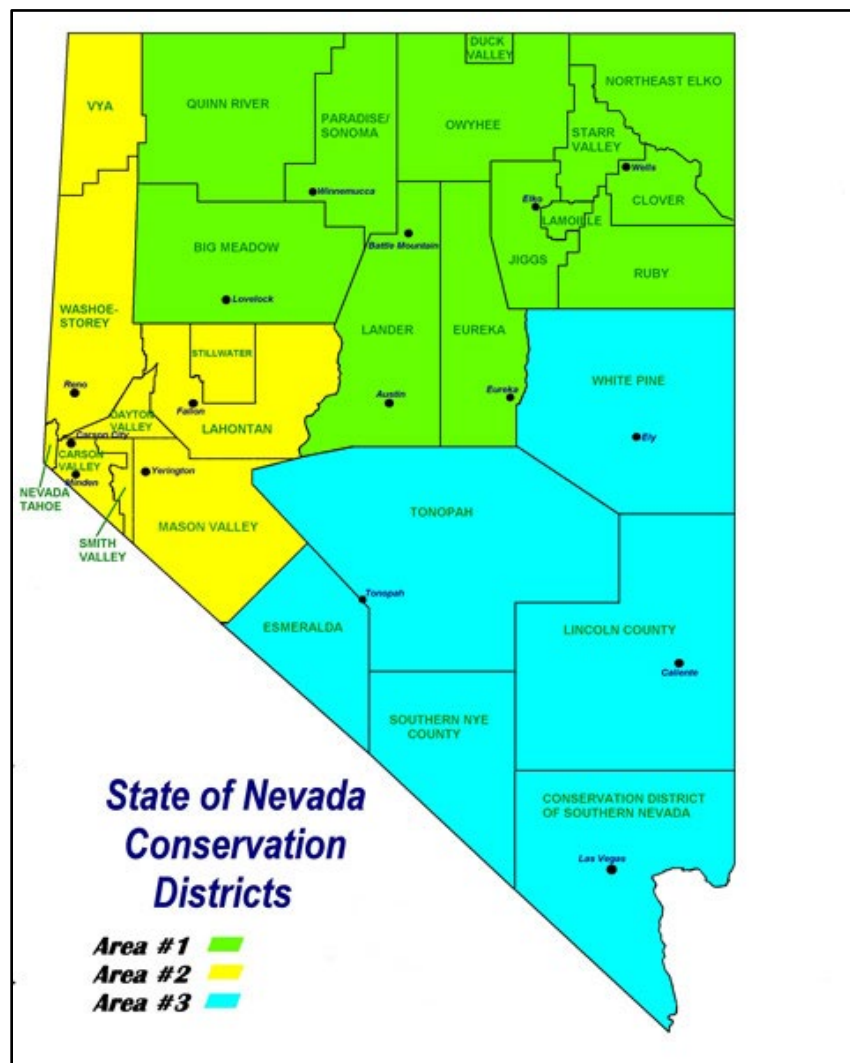 DUCK
VALLEY
NORTHEAST ELKO
VYA
QUINN RIVER
PARADISE/
SONOMA
OWYHEE
STARR
VALLEY
Wells
Winnemucca
Elko
CLOVER
LAMOILLE
BIG MEADOW
Battle Mountain
JIGGS
RUBY
Lovelock
WASHOE-
STOREY
LANDER
EUREKA
STILLWATER
WHITE PINE
Reno
Austin
Eureka
Fallon
DAYTON
VALLEY
LAHONTAN
Carson City
Ely
CARSON
VALLEY
Yerington
Minden
NEVADA
TAHOE
TONOPAH
MASON VALLEY
SMITH
VALLEY
Tonopah
ESMERALDA
LINCOLN COUNTY
Caliente
SOUTHERN NYE
COUNTY
State of Nevada
Conservation
Districts
CONSERVATION DISTRICT
OF SOUTHERN NEVADA
Las Vegas
Area #1
Area #2
Area #3